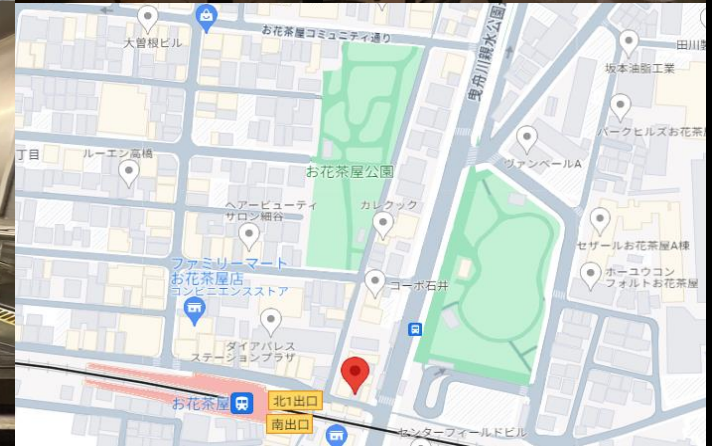 お花茶屋コミュニティ通り
大曽根ビル
曳舟川親水公園
坂本油脂工業
田川
パークヒルズお花茶
ヴァンベールA
丁目
ルーエン高橋
お花茶屋公園
ヘアービューティ
サロン細谷
カレクック
セザールお花茶屋A棟
ファミリーマート
お花茶屋店
コンビニエンスストア
コーポ石井
ホーユウコン
フォルトお花茶屋
ダイアパレス
ステーションプラザ
お花茶屋
北1出口
南出口
センターフィールドビル